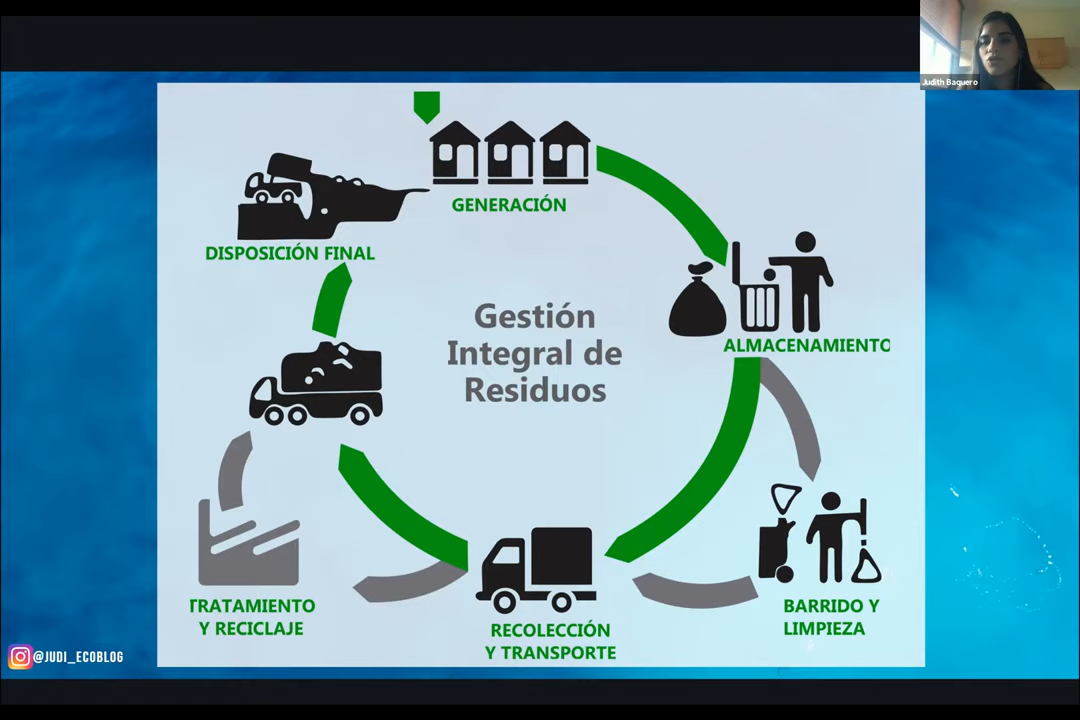 Judith Baquero
GENERACIÓN
DISPOSICIÓN FINAL
Gestión
Integral de
Residuos
ALMACENAMIENTO
TRATAMIENTO
Y RECICLAJE
RECOLECCIÓN
Y TRANSPORTE
BARRIDO Y
LIMPIEZA
@JUDI_ECOBLOG